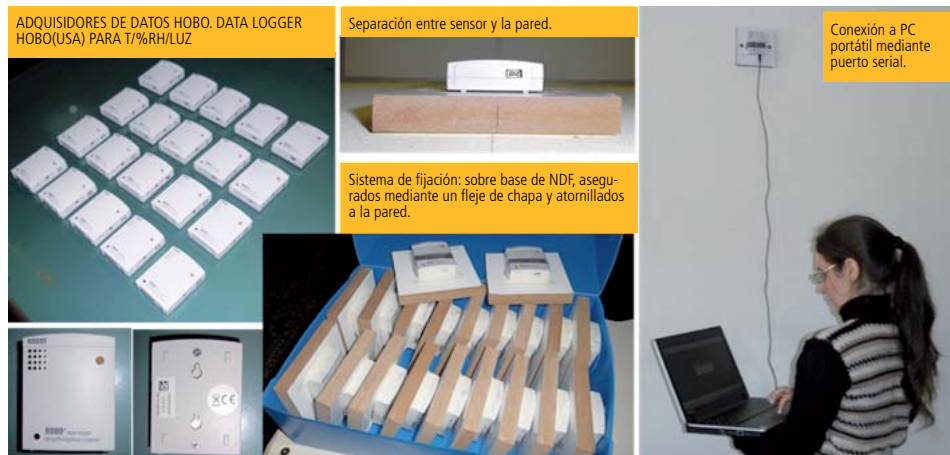 ADQUISIDORES DE DATOS HOBO. DATA LOGGER
HOBO(USA) PARA T/%RH/LUZ
Separación entre sensor y la pared.
Sistema de fijación: sobre base de NDF, asegu-
rados mediante un fleje de chapa y atornillados
a la pared.
Conexión a PC
portátil mediante
puerto serial.
HOBO